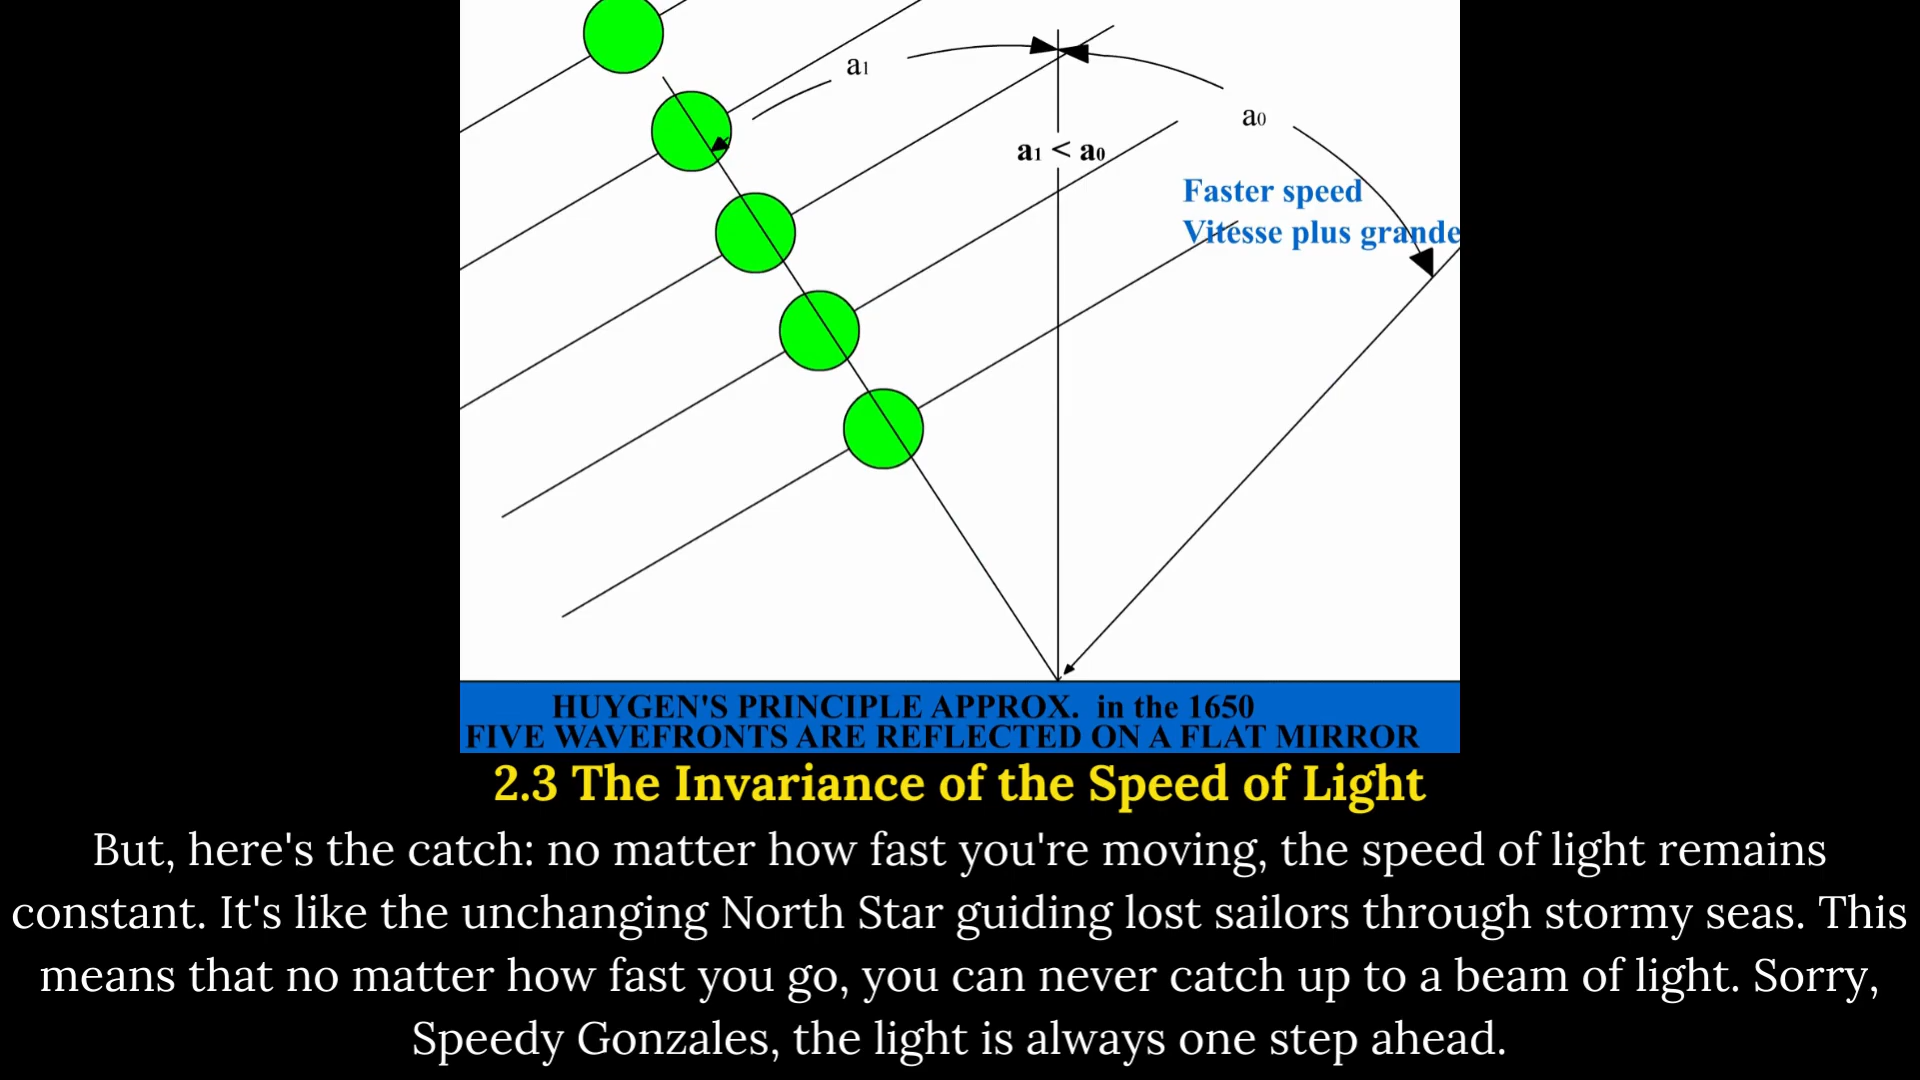 a1
a0
a1 < a0
Faster speed
Vitesse plus grande
HUYGEN'S PRINCIPLE APPROX. in the 1650
FIVE WAVEFRONTS ARE REFLECTED ON A FLAT MIRROR
2.3 The Invariance of the Speed of Light
But, here's the catch: no matter how fast you're moving, the speed of light remains
constant. It's like the unchanging North Star guiding lost sailors through stormy seas. This
means that no matter how fast you go, you can never catch up to a beam of light. Sorry,
Speedy Gonzales, the light is always one step ahead.